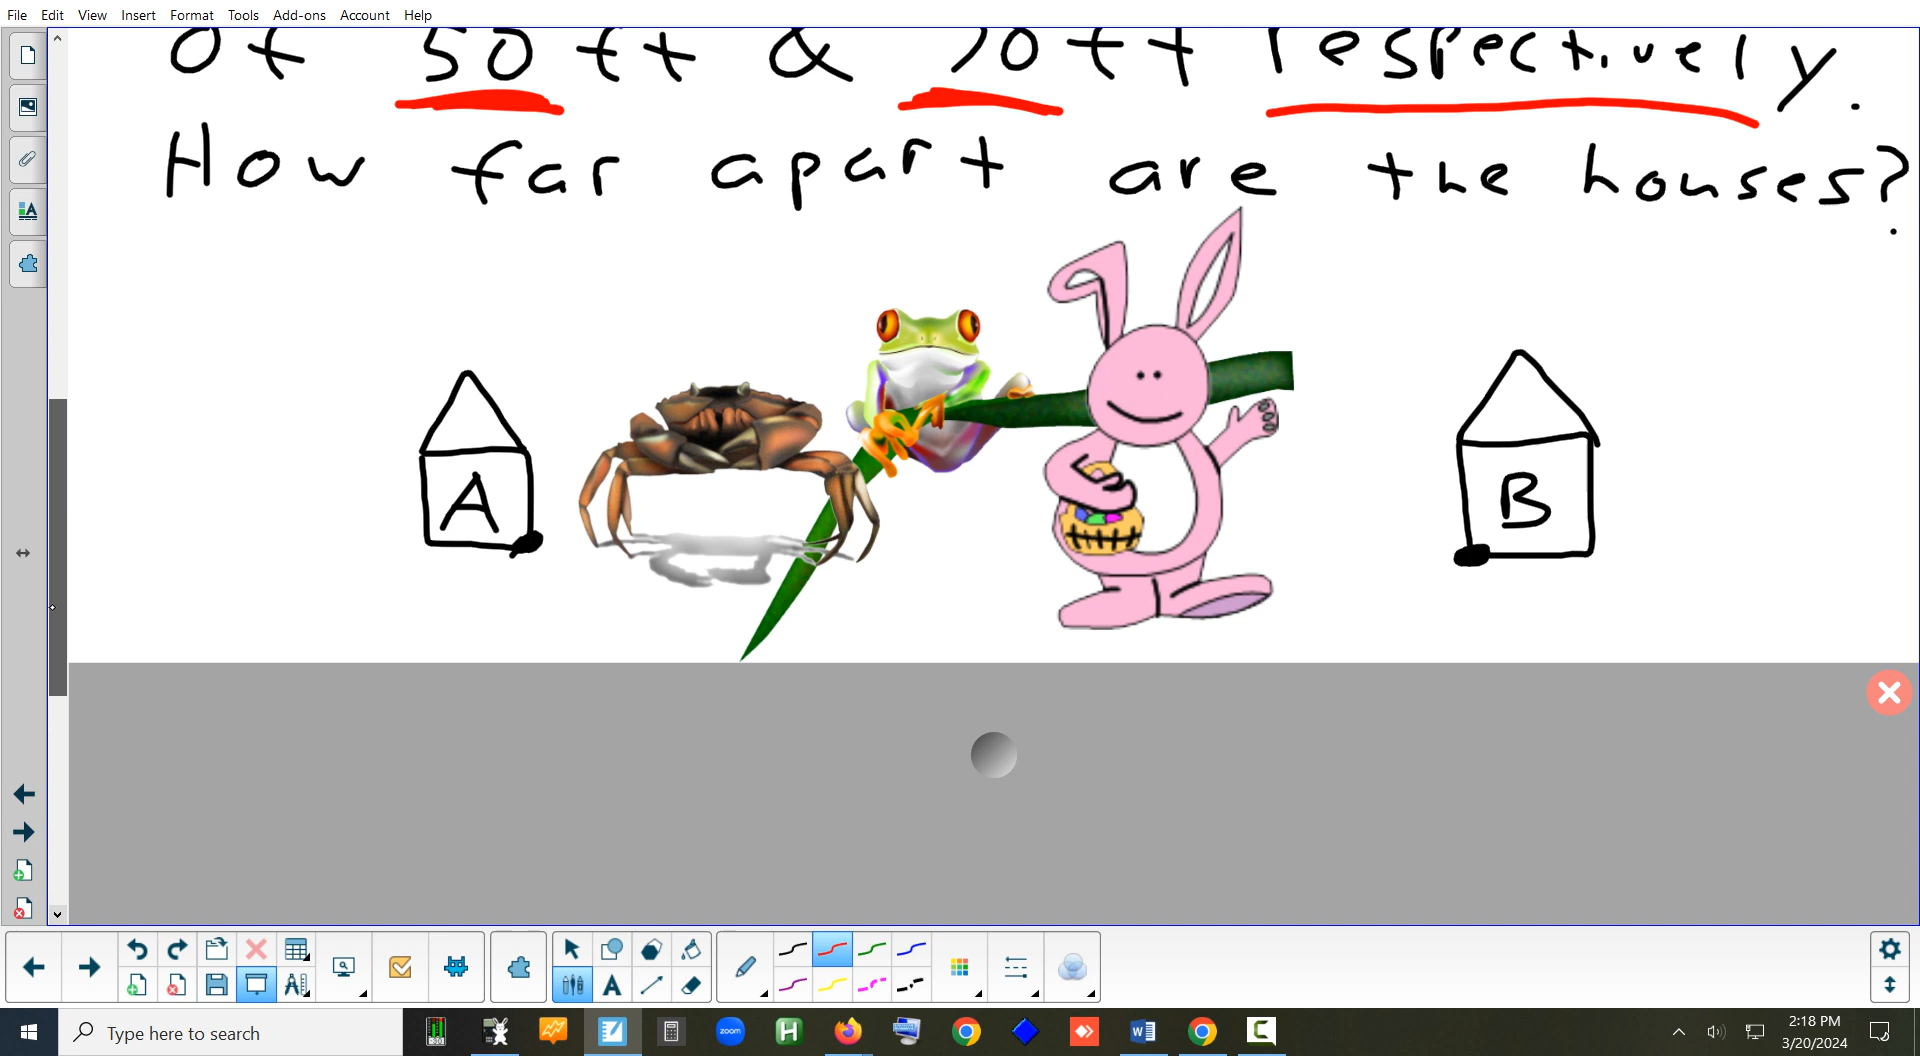 File Edit View Insert Format Tools Add-ons Account Help
of 50 ft & 70 ft respectively.
How far apart are the houses?
A
B
A
A
zoom
H
W
C
Type here to search
2:18 PM
3/20/2024